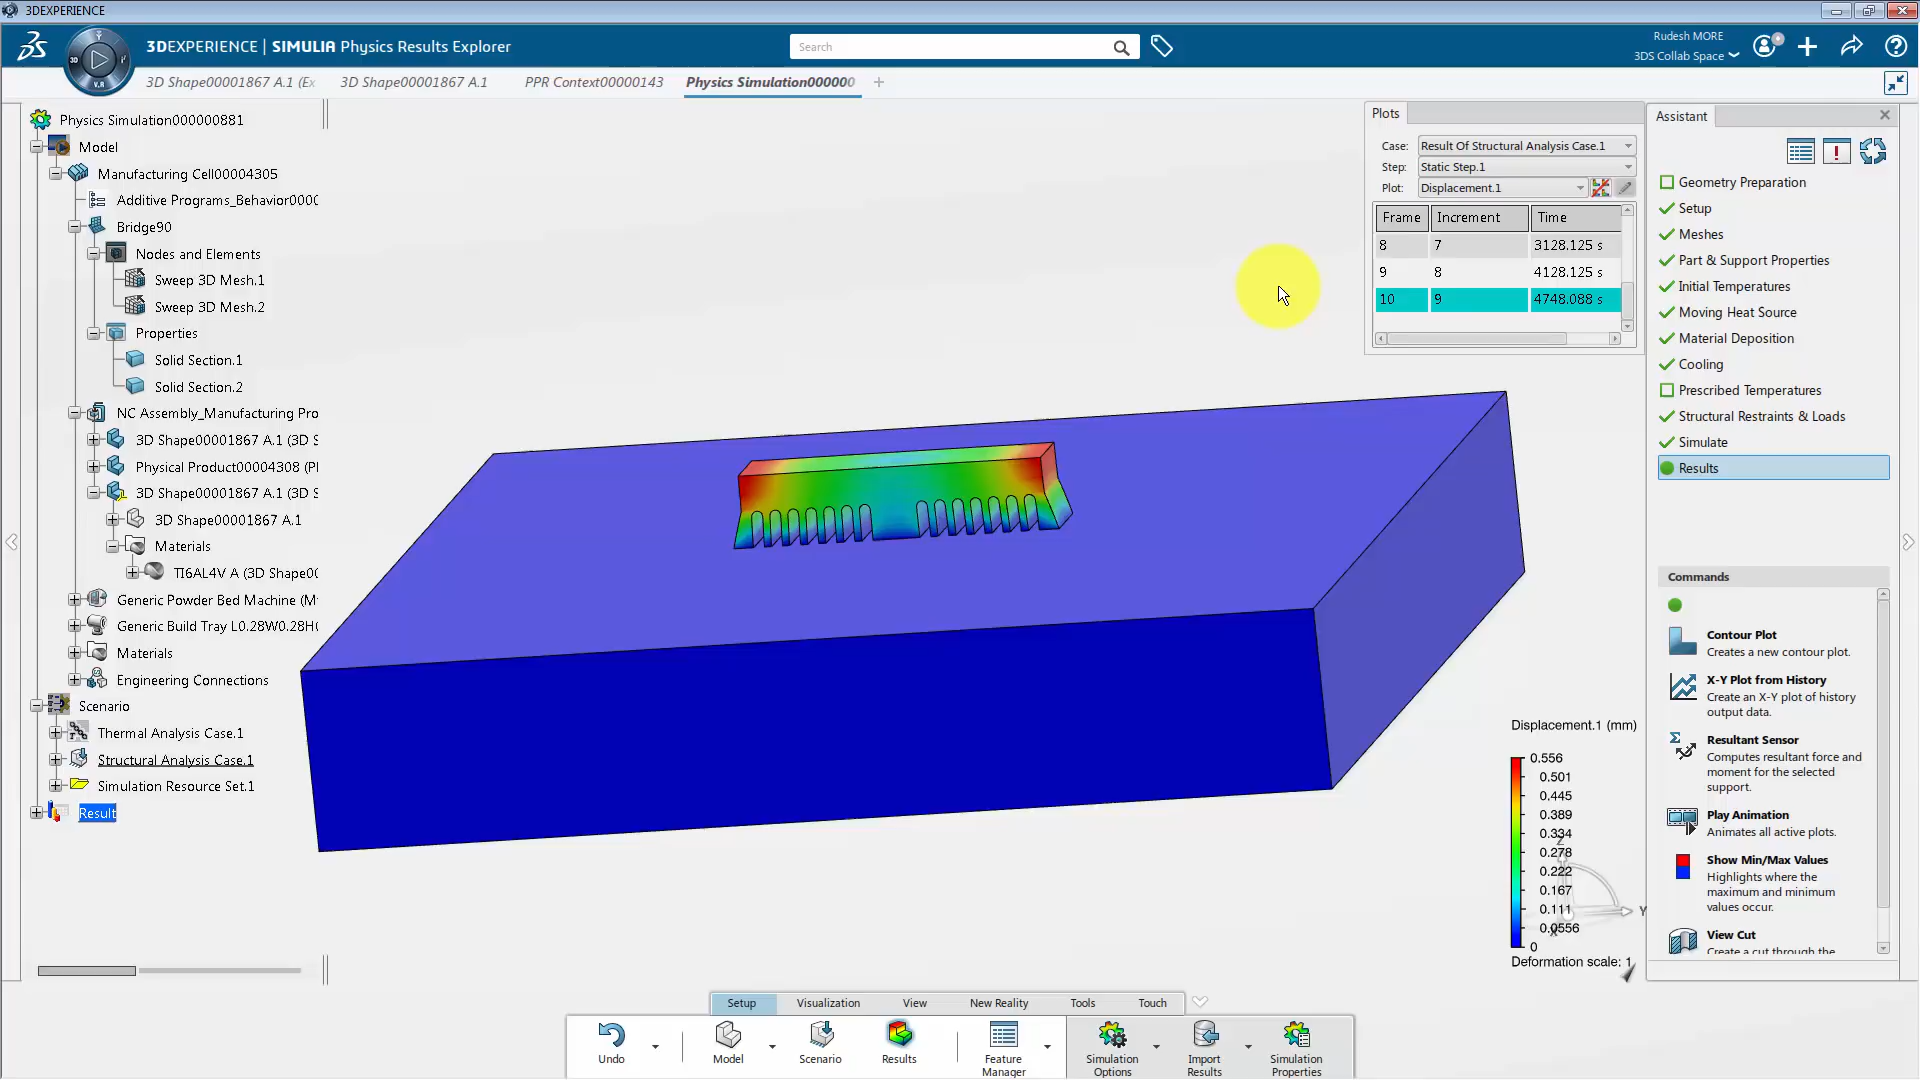 3DEXPERIENCE
3DEXPERIENCE | SIMULIA Physics Results Explorer
Search
Rudesh MORE
3DS Collab Space
3D
V.R
3D Shape00001867 A.1 (Ex
3D Shape00001867 A.1
PPR Context00000143
Physics Simulation000000
Physics Simulation000000881
Model
Manufacturing Cell00004305
Additive Programs_Behavior0000
Bridge90
Nodes and Elements
Sweep 3D Mesh.1
Sweep 3D Mesh.2
Properties
Solid Section.1
Solid Section.2
NC Assembly_Manufacturing Pro
3D Shape00001867 A.1 (3D S
Physical Product00004308 (Pl
3D Shape00001867 A.1 (3D S
3D Shape00001867 A.1
Materials
TI6AL4V A (3D Shape00
Generic Powder Bed Machine (M
Generic Build Tray L0.28W0.28H0
Materials
Engineering Connections
Scenario
Thermal Analysis Case.1
Structural Analysis Case.1
Simulation Resource Set.1
Result
Plots
Case: Result Of Structural Analysis Case.1
Step: Static Step.1
Plot: Displacement.1
Frame Increment Time
8 7 3128.125 s
9 8 4128.125 s
10 9 4748.088 s
Displacement.1 (mm)
0.556
0.501
0.445
0.389
0.334
0.278
0.222
0.167
0.111
0.0556
0
Z
Y
X
Deformation scale: 1
Assistant
Geometry Preparation
Setup
Meshes
Part & Support Properties
Initial Temperatures
Moving Heat Source
Material Deposition
Cooling
Prescribed Temperatures
Structural Restraints & Loads
Simulate
Results
Commands
Contour Plot
Creates a new contour plot.
X-Y Plot from History
Create an X-Y plot of history
output data.
Resultant Sensor
Computes resultant force and
moment for the selected
support.
Play Animation
Animates all active plots.
Show Min/Max Values
Highlights where the
maximum and minimum
values occur.
View Cut
Create a cut through the
Setup Visualization View New Reality Tools Touch
Undo
Model
Scenario
Results
Feature
Manager
Simulation
Options
Import
Results
Simulation
Properties